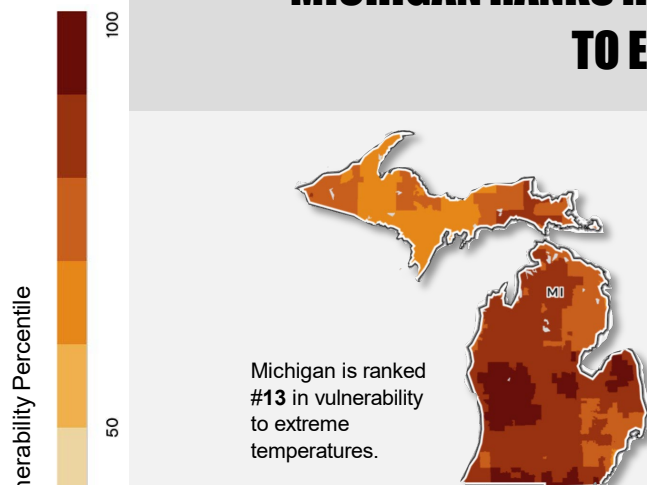 TO E
100
MI
Michigan is ranked
#13 in vulnerability
to extreme
temperatures.
50
nerability Percentile